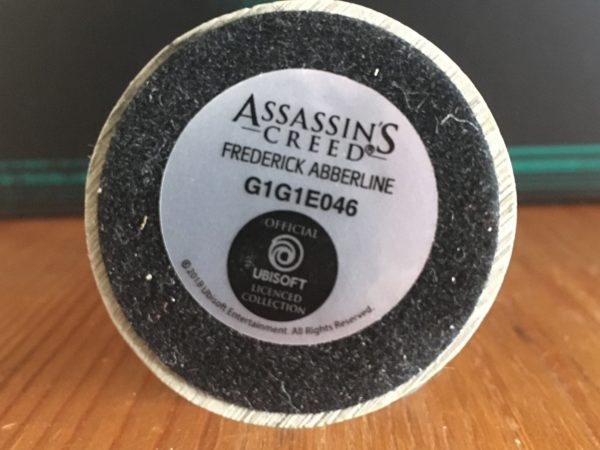 ASSASSIN'S
CREED®
FREDERICK ABBERLINE
G1G1E046
OFFICIAL
UBISOFT
LICENCED
COLLECTION
© 2019 Ubisoft Entertainment. All Rights Reserved.